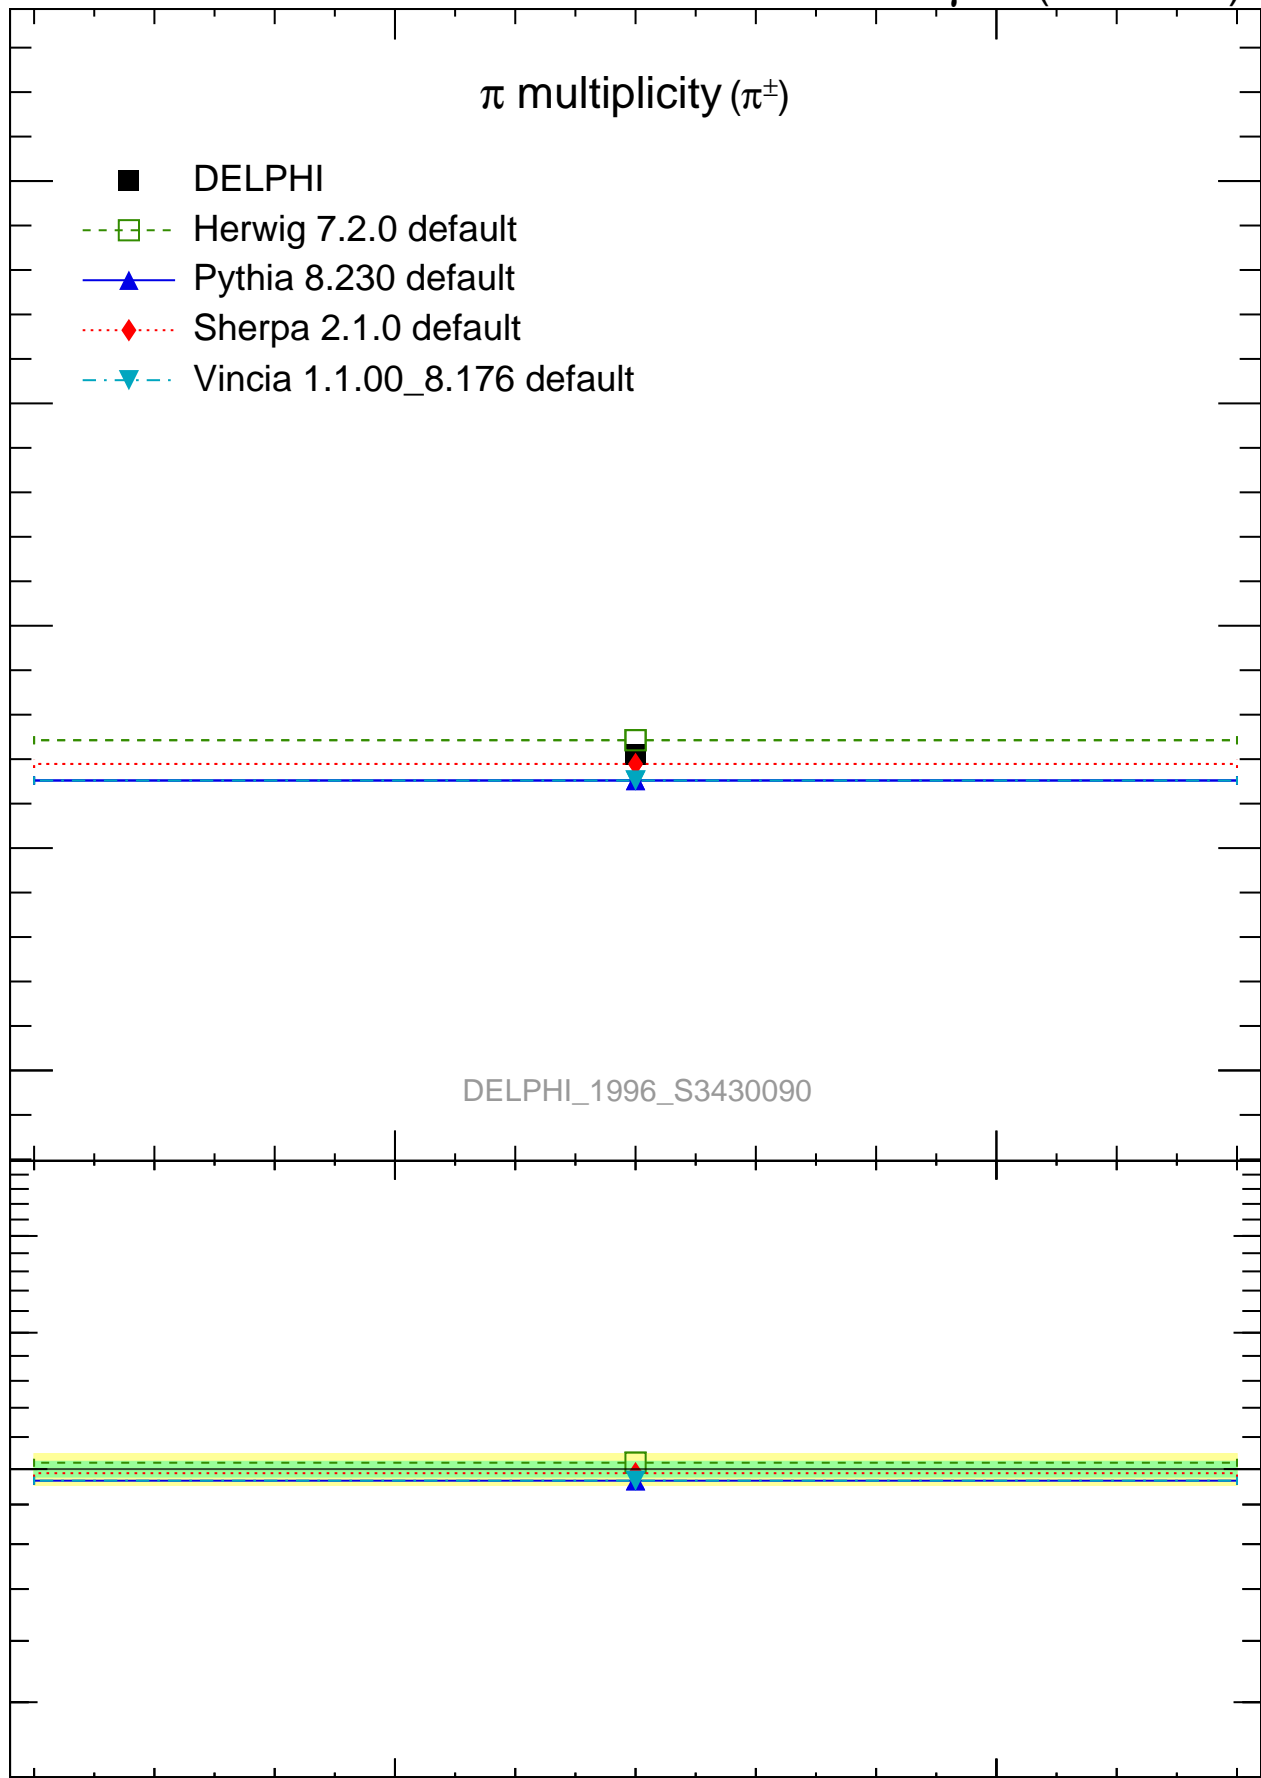 π multiplicity (π±)
DELPHI
Herwig 7.2.0 default
Pythia 8.230 default
Sherpa 2.1.0 default
Vincia 1.1.00_8.176 default
DELPHI_1996_S3430090